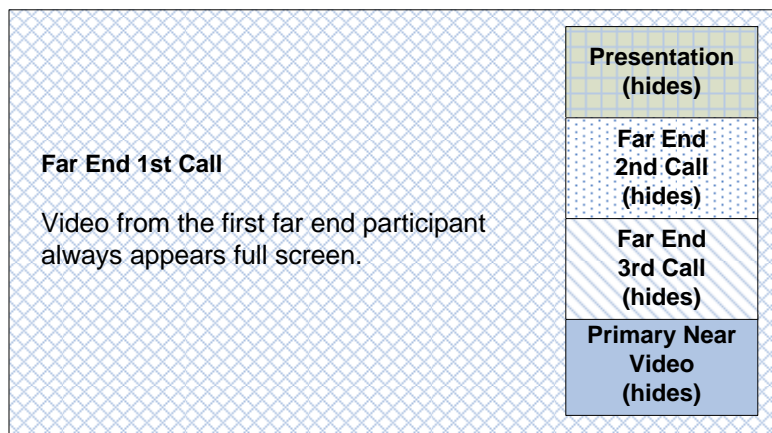 Far End 1st Call
Video from the first far end participant
always appears full screen.
Presentation
(hides)
Far End
2nd Call
(hides)
Far End
3rd Call
(hides)
Primary Near
Video
(hides)